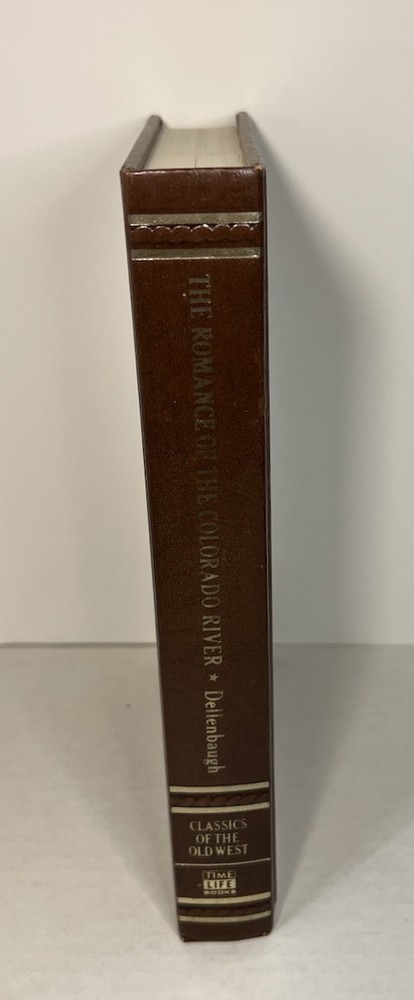 THE ROMANCE OF THE COLORADO RIVER ★ Dellenbaugh
CLASSICS
OF THE
OLD WEST
TIME
LIFE
BOOKS